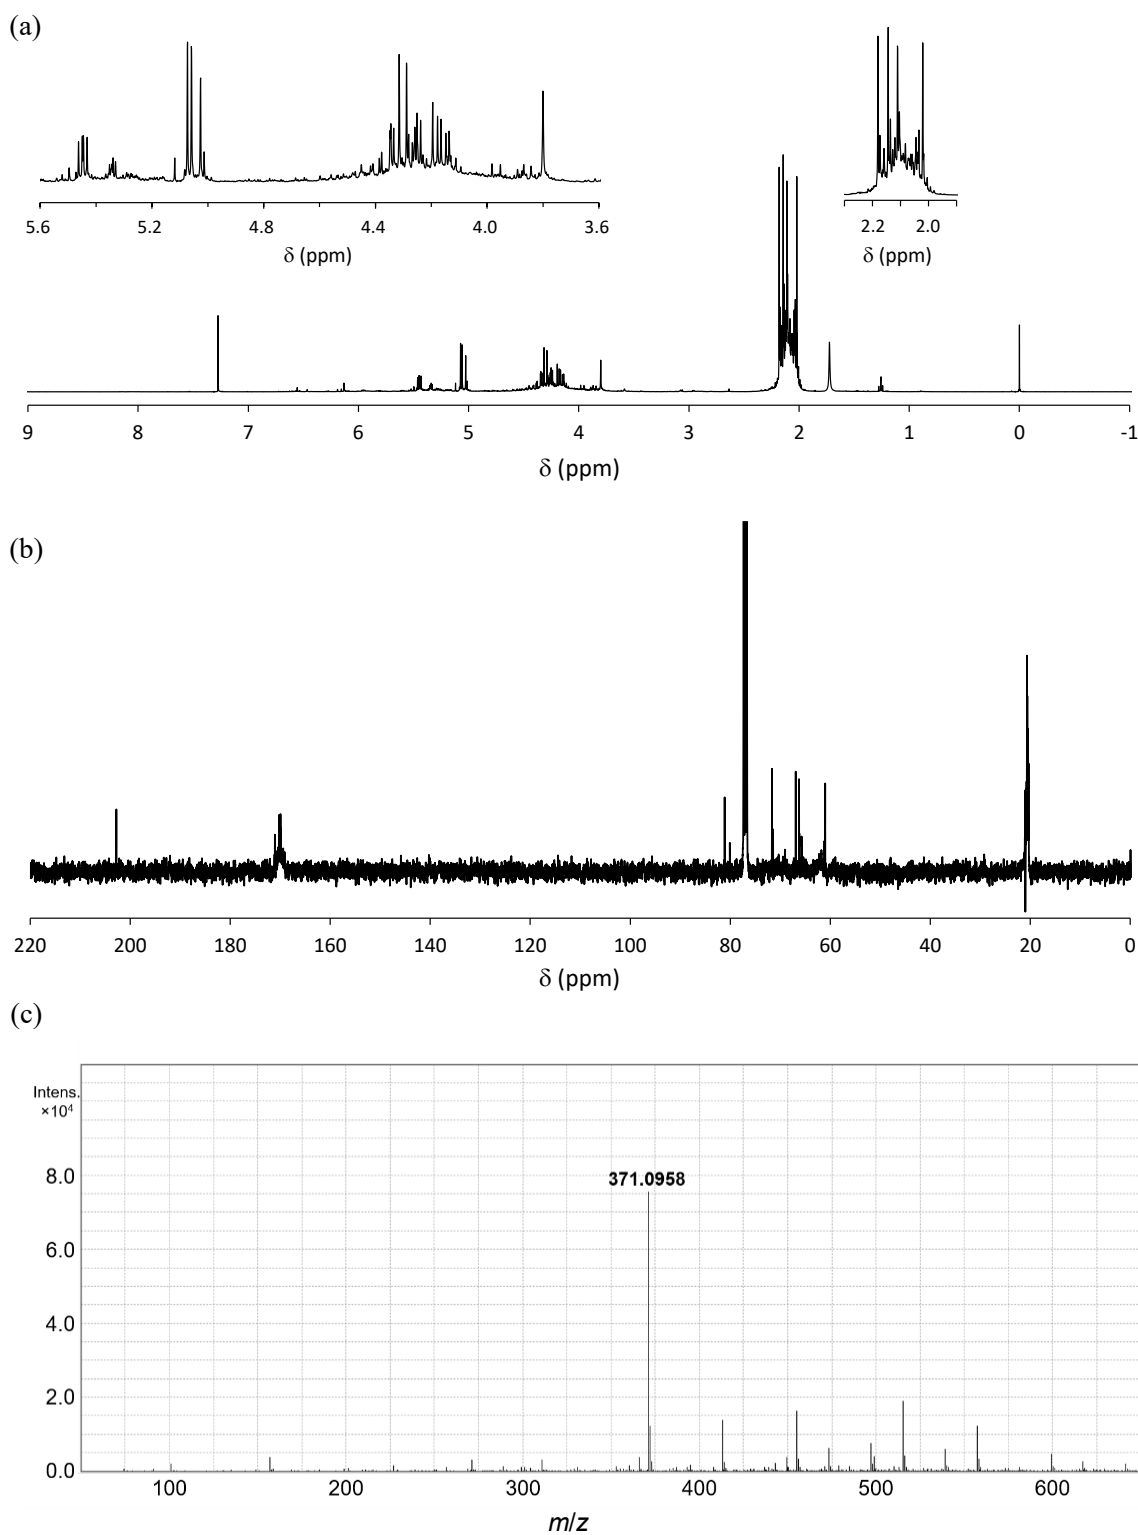 (a)
5.6 5.2 4.8 4.4 4.0 3.6
δ (ppm)
2.2 2.0
δ (ppm)
9 8 7 6 5 4 3 2 1 0 -1
δ (ppm)
(b)
220 200 180 160 140 120 100 80 60 40 20 0
δ (ppm)
(c)
Intens.
×10⁴
8.0
371.0958
6.0
4.0
2.0
0.0
100 200 300 400 500 600
m/z